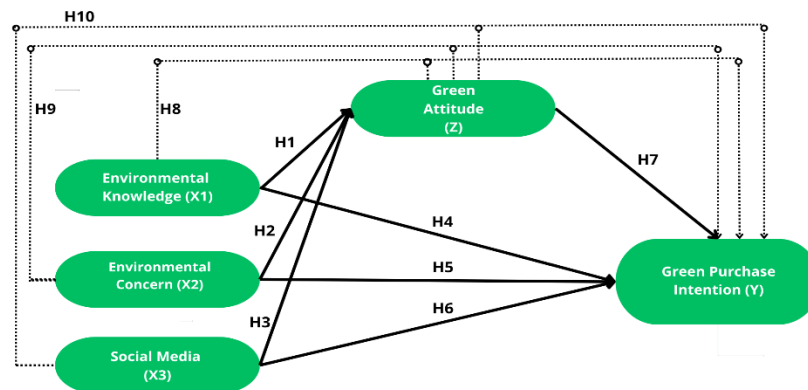 H10
H9
H8
Green
Attitude
(Z)
H1
H7
Environmental
Knowledge (X1)
H2
H4
Environmental
Concern (X2)
H5
Green Purchase
Intention (Y)
H3
H6
Social Media
(X3)